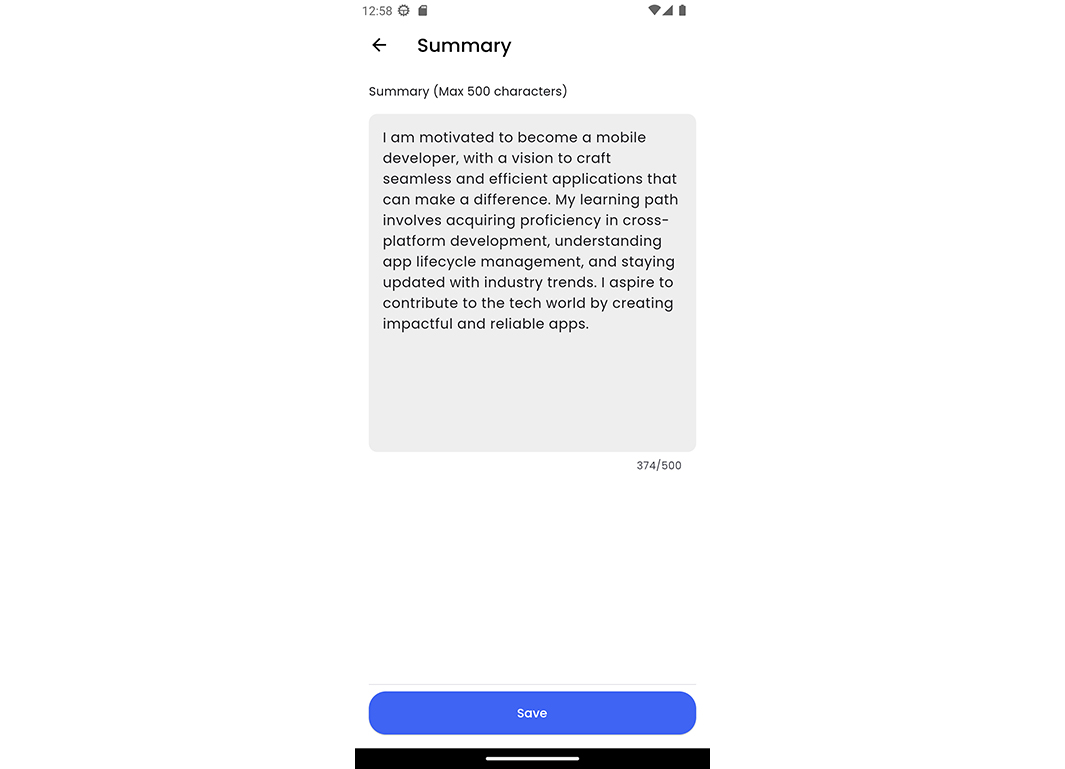 12:58
Summary
Summary (Max 500 characters)
I am motivated to become a mobile
developer, with a vision to craft
seamless and efficient applications that
can make a difference. My learning path
involves acquiring proficiency in cross-
platform development, understanding
app lifecycle management, and staying
updated with industry trends. I aspire to
contribute to the tech world by creating
impactful and reliable apps.
374/500
Save